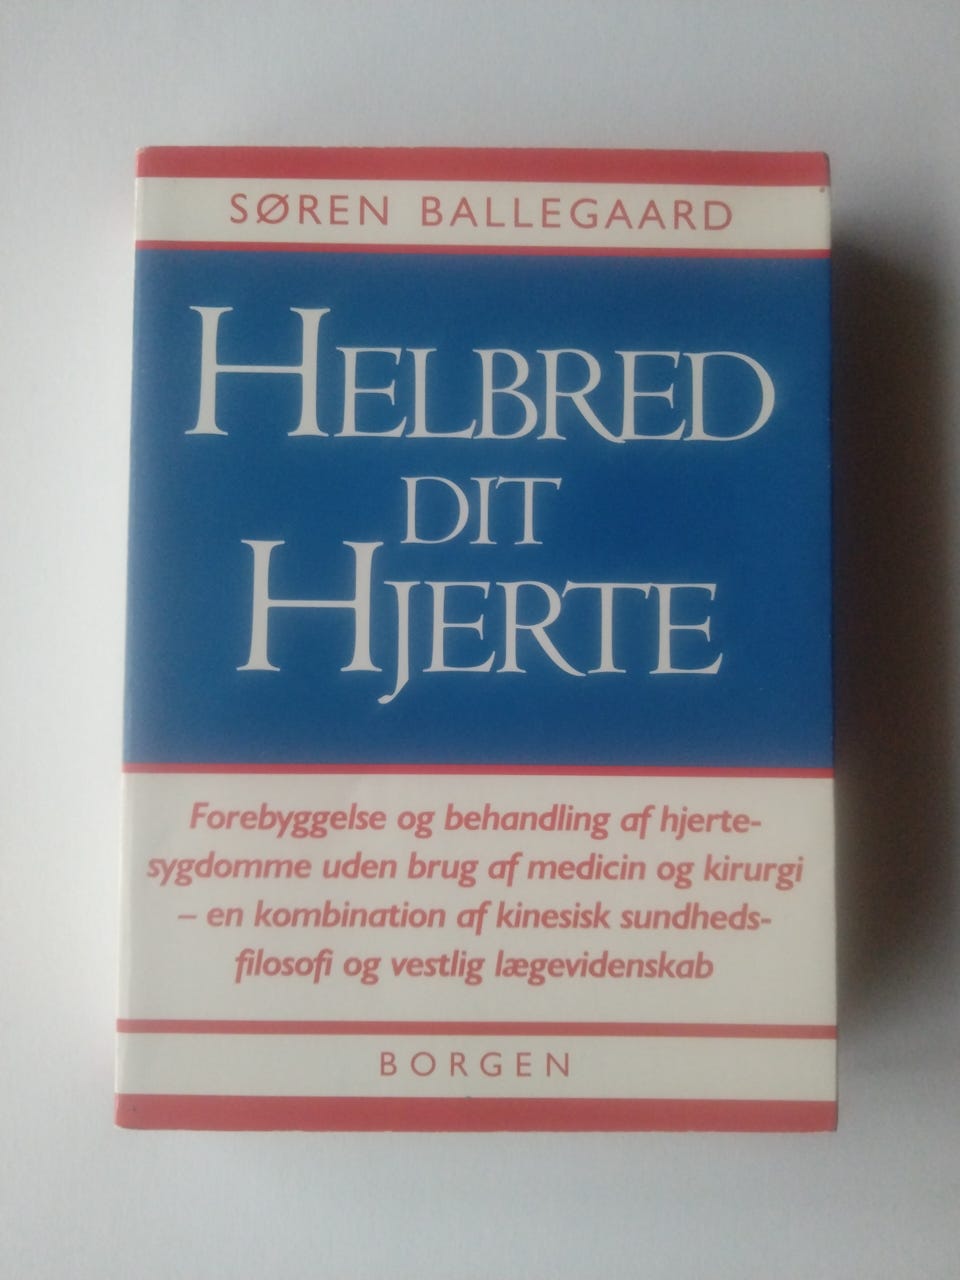 SØREN BALLEGAARD
HELBRED
DIT
HJERTE
Forebyggelse og behandling af hjerte-
sygdomme uden brug af medicin og kirurgi
– en kombination af kinesisk sundheds-
filosofi og vestlig lægevidenskab
BORGEN